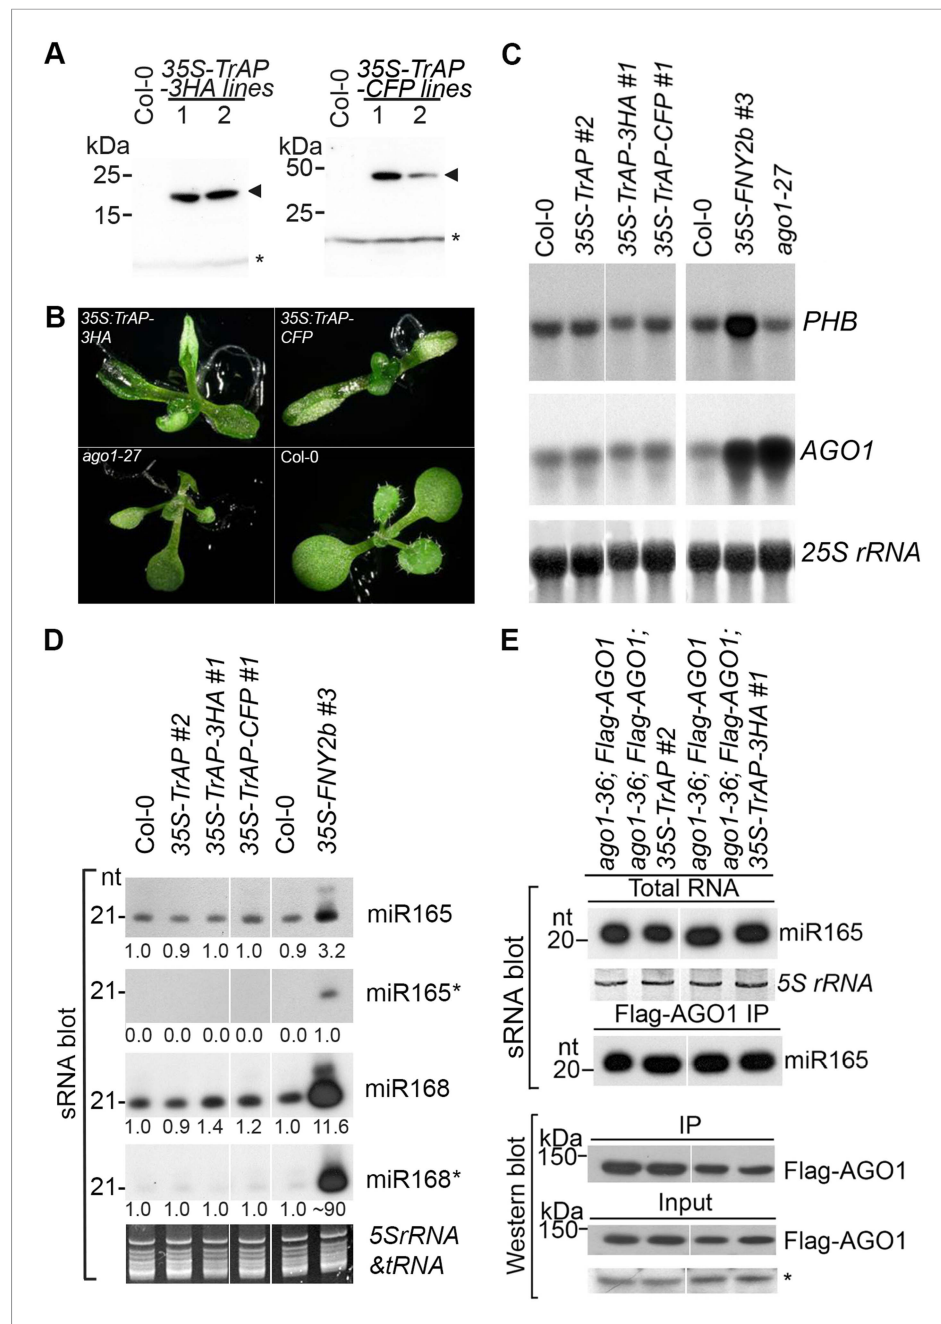 A
Col-0
35S-TrAP
-3HA lines
1 2
kDa
25
15
*
Col-0
35S-TrAP
-CFP lines
1 2
50
25
*
B
35S:TrAP-
3HA
35S:TrAP-
CFP
ago1-27
Col-0
C
Col-0
35S-TrAP #2
35S-TrAP-3HA #1
35S-TrAP-CFP #1
Col-0
35S-FNY2b #3
ago1-27
PHB
AGO1
25S rRNA
D
Col-0
35S-TrAP #2
35S-TrAP-3HA #1
35S-TrAP-CFP #1
Col-0
35S-FNY2b #3
sRNA blot
nt
21 miR165
1.0 0.9 1.0 1.0 0.9 3.2
21 miR165*
0.0 0.0 0.0 0.0 0.0 1.0
21 miR168
1.0 0.9 1.4 1.2 1.0 11.6
21 miR168*
1.0 1.0 1.0 1.0 1.0 ~90
5SrRNA
&tRNA
E
ago1-36; Flag-AGO1
ago1-36; Flag-AGO1;
35S-TrAP #2
ago1-36; Flag-AGO1
ago1-36; Flag-AGO1;
35S-TrAP-3HA #1
sRNA blot
Total RNA
nt
20 miR165
5S rRNA
Flag-AGO1 IP
nt
20 miR165
Western blot
IP
kDa
150
Flag-AGO1
Input
kDa
150
Flag-AGO1
*